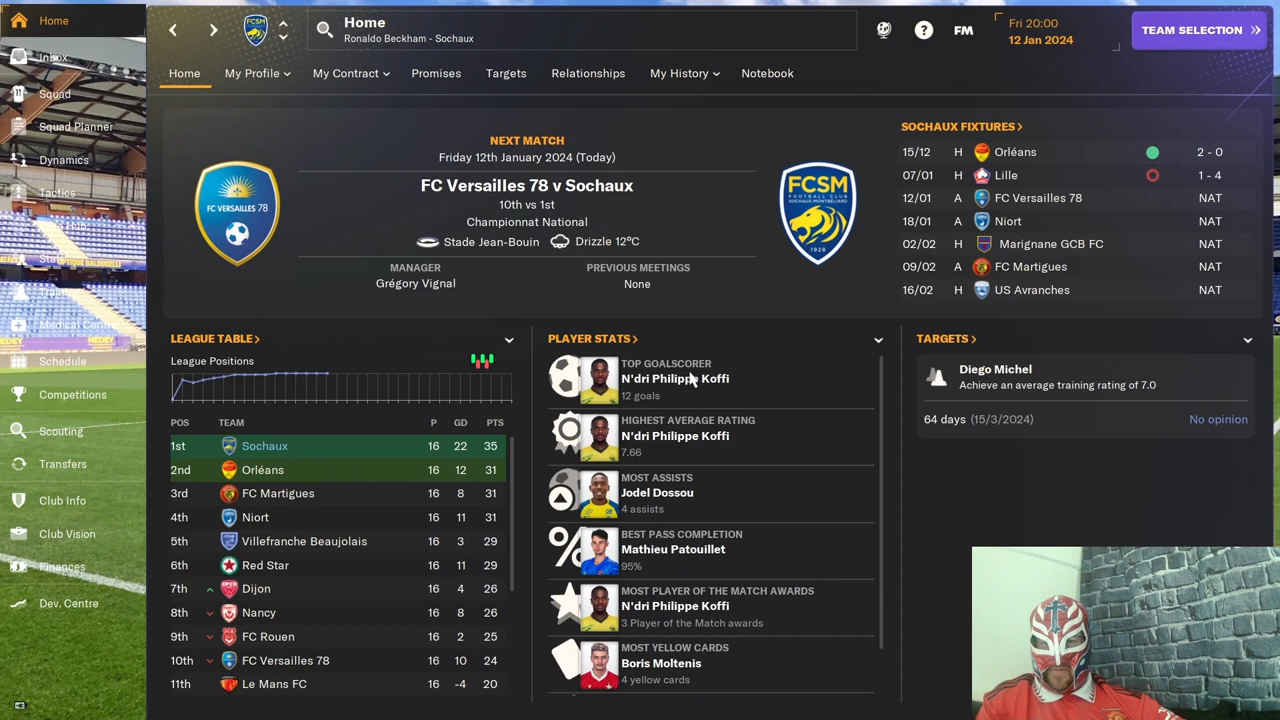 Home
Inbox
Squad
Squad Planner
Dynamics
Tactics
Medical Centre
Schedule
Competitions
Scouting
Transfers
Club Info
Club Vision
Finances
Dev. Centre
FCSM
Home
Ronaldo Beckham - Sochaux
?
FM
Fri 20:00
12 Jan 2024
TEAM SELECTION
Home
My Profile
My Contract
Promises
Targets
Relationships
My History
Notebook
NEXT MATCH
Friday 12th January 2024 (Today)
FC Versailles 78 v Sochaux
10th vs 1st
Championnat National
Stade Jean-Bouin
Drizzle 12°C
MANAGER
Grégory Vignal
PREVIOUS MEETINGS
None
FC VERSAILLES 78
FCSM
FOOTBALL CLUB
SOCHAUX-MONTBÉLIARD
1928
SOCHAUX FIXTURES >
15/12 H Orléans 2 - 0
07/01 H Lille 1 - 4
12/01 A FC Versailles 78 NAT
18/01 A Niort NAT
02/02 H Marignane GCB FC NAT
09/02 A FC Martigues NAT
16/02 H US Avranches NAT
LEAGUE TABLE >
League Positions
POS TEAM P GD PTS
1st Sochaux 16 22 35
2nd Orléans 16 12 31
3rd FC Martigues 16 8 31
4th Niort 16 11 31
5th Villefranche Beaujolais 16 3 29
6th Red Star 16 11 29
7th Dijon 16 4 26
8th Nancy 16 8 26
9th FC Rouen 16 2 25
10th FC Versailles 78 16 10 24
11th Le Mans FC 16 -4 20
PLAYER STATS >
TOP GOALSCORER
N'dri Philippe Koffi
12 goals
HIGHEST AVERAGE RATING
N'dri Philippe Koffi
7.66
MOST ASSISTS
Jodel Dossou
4 assists
BEST PASS COMPLETION
Mathieu Patouillet
95%
MOST PLAYER OF THE MATCH AWARDS
N'dri Philippe Koffi
3 Player of the Match awards
MOST YELLOW CARDS
Boris Moltenis
4 yellow cards
TARGETS >
Diego Michel
Achieve an average training rating of 7.0
64 days (15/3/2024)
No opinion